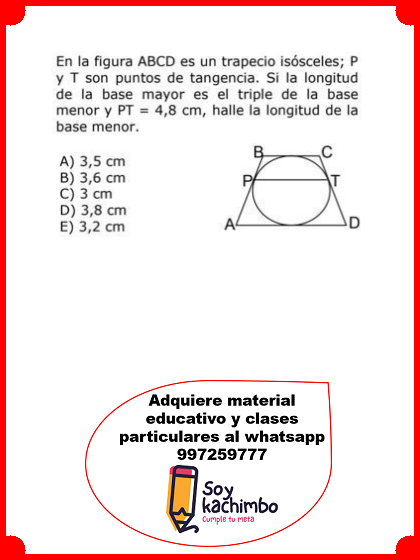 En la figura ABCD es un trapecio isósceles; P
y T son puntos de tangencia. Si la longitud
de la base mayor es el triple de la base
menor y PT = 4,8 cm, halle la longitud de la
base menor.
A) 3,5 cm
B) 3,6 cm
C) 3 cm
D) 3,8 cm
E) 3,2 cm
B C
P T
A D
Adquiere material
educativo y clases
particulares al whatsapp
997259777
Soy
kachimbo
Cumple tu meta